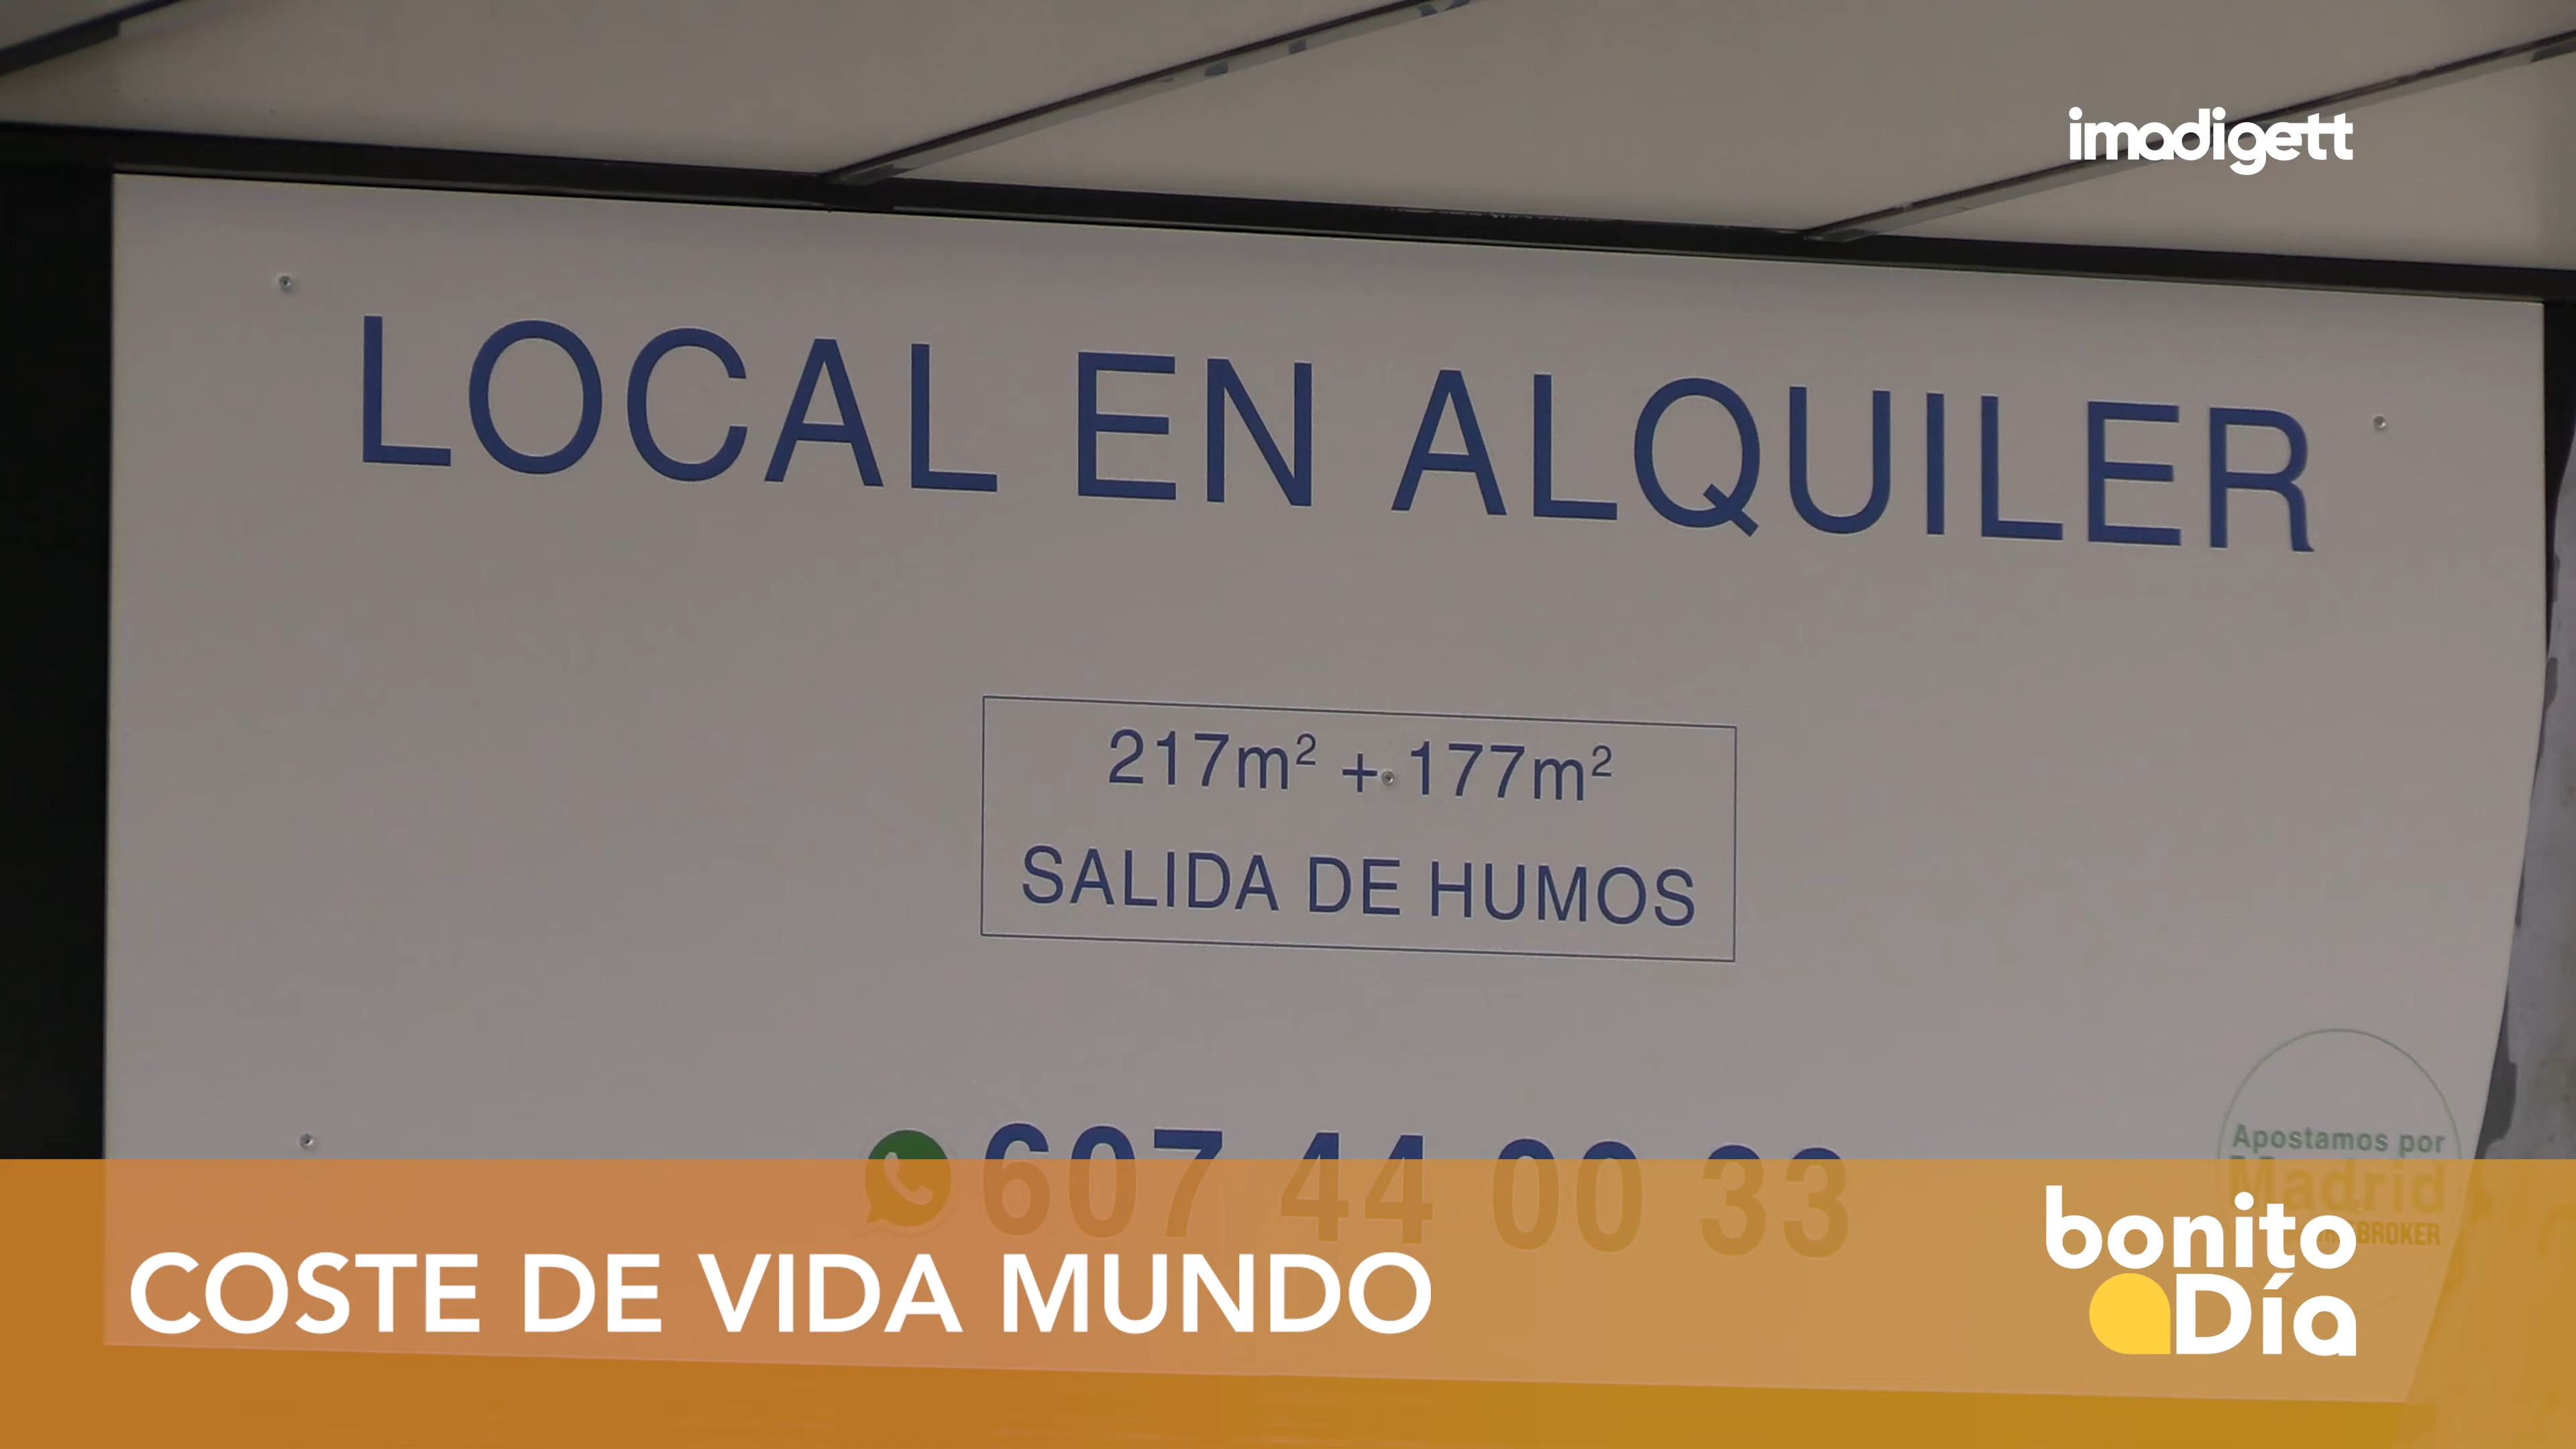 imadigett
LOCAL EN ALQUILER
217m² + 177m²
SALIDA DE HUMOS
607 44 00 33
Apostamos por
Madrid
BROKER
COSTE DE VIDA MUNDO
bonito
Día